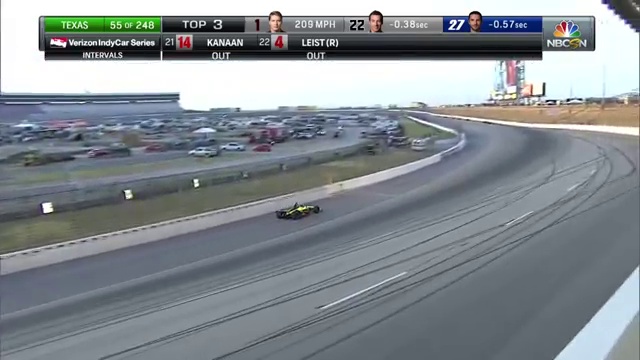 TEXAS 55 OF 248 TOP 3 1 209 MPH 22 -0.38sec 27 -0.57sec
Verizon IndyCar Series 21 14 KANAAN 22 4 LEIST (R) NBCSN
INTERVALS OUT OUT